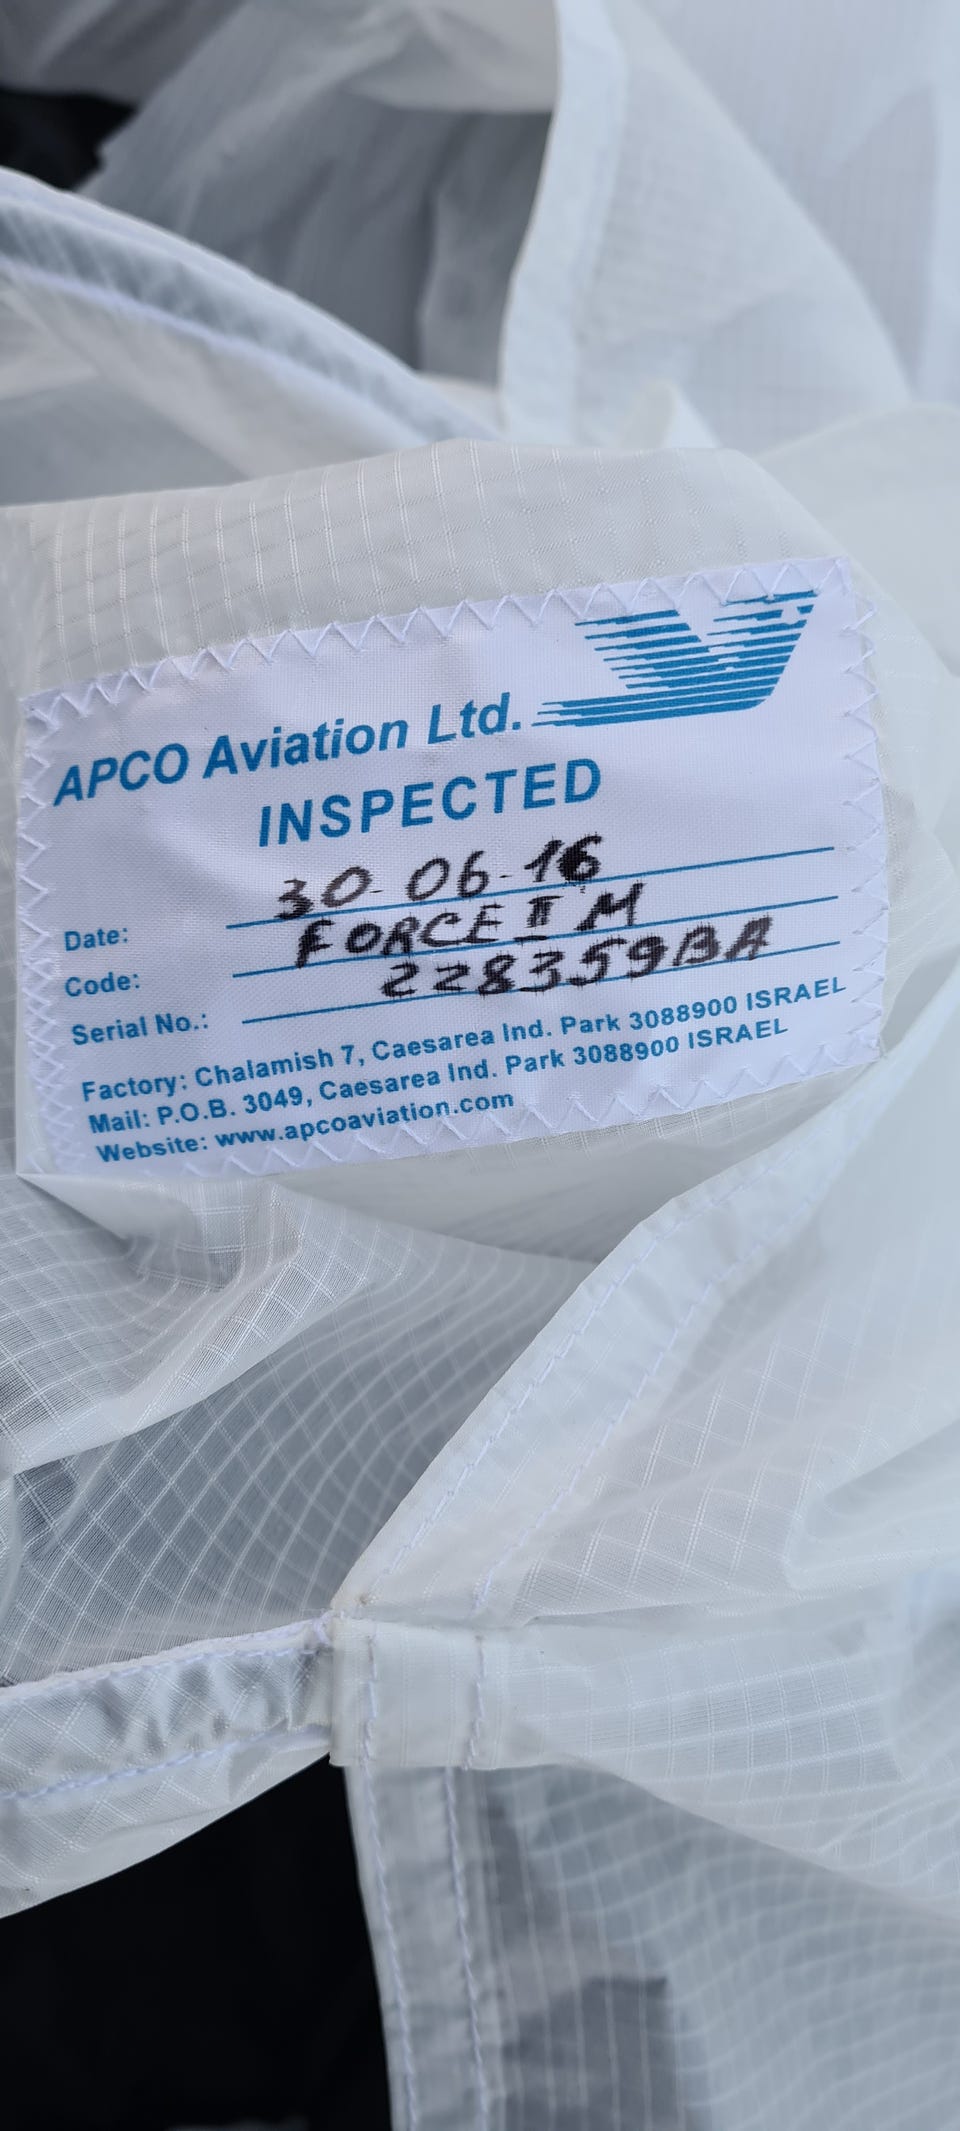 APCO Aviation Ltd.
INSPECTED
Date: 30-06-16
Code: FORCE II M
Serial No.: 228359BA
Factory: Chalamish 7, Caesarea Ind. Park 3088900 ISRAEL
Mail: P.O.B. 3049, Caesarea Ind. Park 3088900 ISRAEL
Website: www.apcoaviation.com